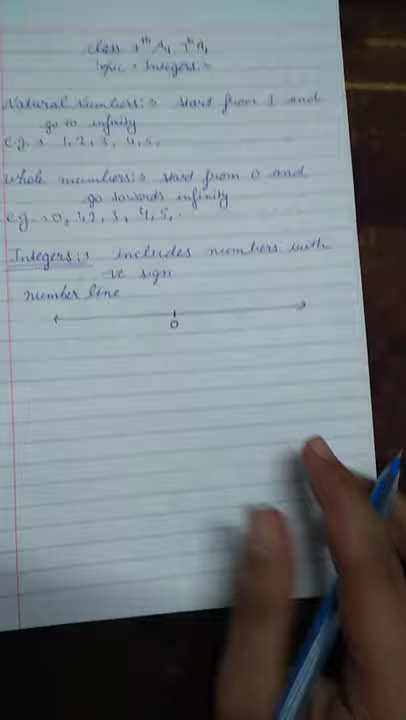 class 7th A4, 7th A1
Topic = Integers :-
Natural Numbers :- start from 1 and
go to infinity
e.g. = 1, 2, 3, 4, 5,
Whole numbers :- start from 0 and
go towards infinity
e.g. = 0, 1, 2, 3, 4, 5, .
Integers :- includes numbers with
-ve sign
number line
0